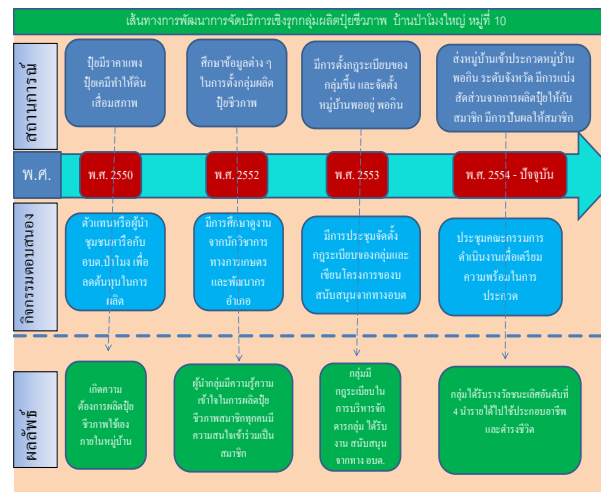 เส้นทางการพัฒนาการจัดบริการเชิงรุกกลุ่มผลิตปุ๋ยชีวภาพ บ้านป่าโมงใหญ่ หมู่ที่ 10
สถานการณ์
ปุ๋ยมีราคาแพง
ปุ๋ยเคมีทำให้ดิน
เสื่อมสภาพ
ศึกษาข้อมูลต่าง ๆ
ในการตั้งกลุ่มผลิต
ปุ๋ยชีวภาพ
มีการตั้งกฎระเบียบของ
กลุ่มขึ้น และจัดตั้ง
หมู่บ้านพออยู่ พอกิน
ส่งหมู่บ้านเข้าประกวดหมู่บ้าน
พอกิน ระดับจังหวัด มีการแบ่ง
สัดส่วนจากการผลิตปุ๋ยให้กับ
สมาชิก มีการปันผลให้สมาชิก
พ.ศ.
พ.ศ. 2550
พ.ศ. 2552
พ.ศ. 2553
พ.ศ. 2554 - ปัจจุบัน
กิจกรรมตอบสนอง
ตัวแทนหรือผู้นำ
ชุมชนหารือกับ
อบต.ป่าโมง เพื่อ
ลดต้นทุนในการ
ผลิต
มีการศึกษาดูงาน
จากนักวิชาการ
ทางการเกษตร
และพัฒนากร
อำเภอ
มีการประชุมจัดตั้ง
กฎระเบียบของกลุ่มและ
เขียนโครงการของบ
สนับสนุนจากทางอบต
ประชุมคณะกรรมการ
ดำเนินงานเพื่อเตรียม
ความพร้อมในการ
ประกวด
ผลลัพธ์
เกิดความ
ต้องการผลิตปุ๋ย
ชีวภาพใช้เอง
ภายในหมู่บ้าน
ผู้นำกลุ่มมีความรู้ความ
เข้าใจในการผลิตปุ๋ย
ชีวภาพสมาชิกทุกคนมี
ความสนใจเข้าร่วมเป็น
สมาชิก
กลุ่มมี
กฎระเบียบใน
การบริหารจัด
ดารกลุ่ม ได้รับ
งาน สนับสนุน
จากทาง อบต.
กลุ่มได้รับรางวัลชนะเลิศอันดับที่
4 นำรายได้ไปใช้ประกอบอาชีพ
และดำรงชีวิต